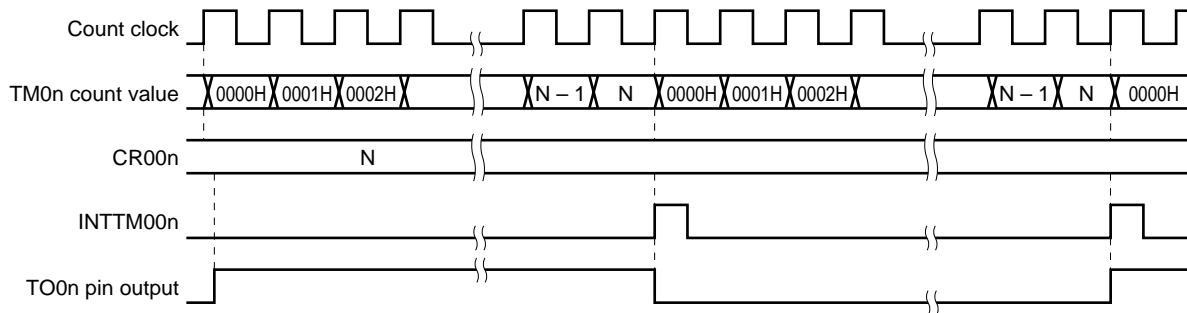 Count clock
TM0n count value 0000H 0001H 0002H N – 1 N 0000H 0001H 0002H N – 1 N 0000H
CR00n N
INTTM00n
TO0n pin output